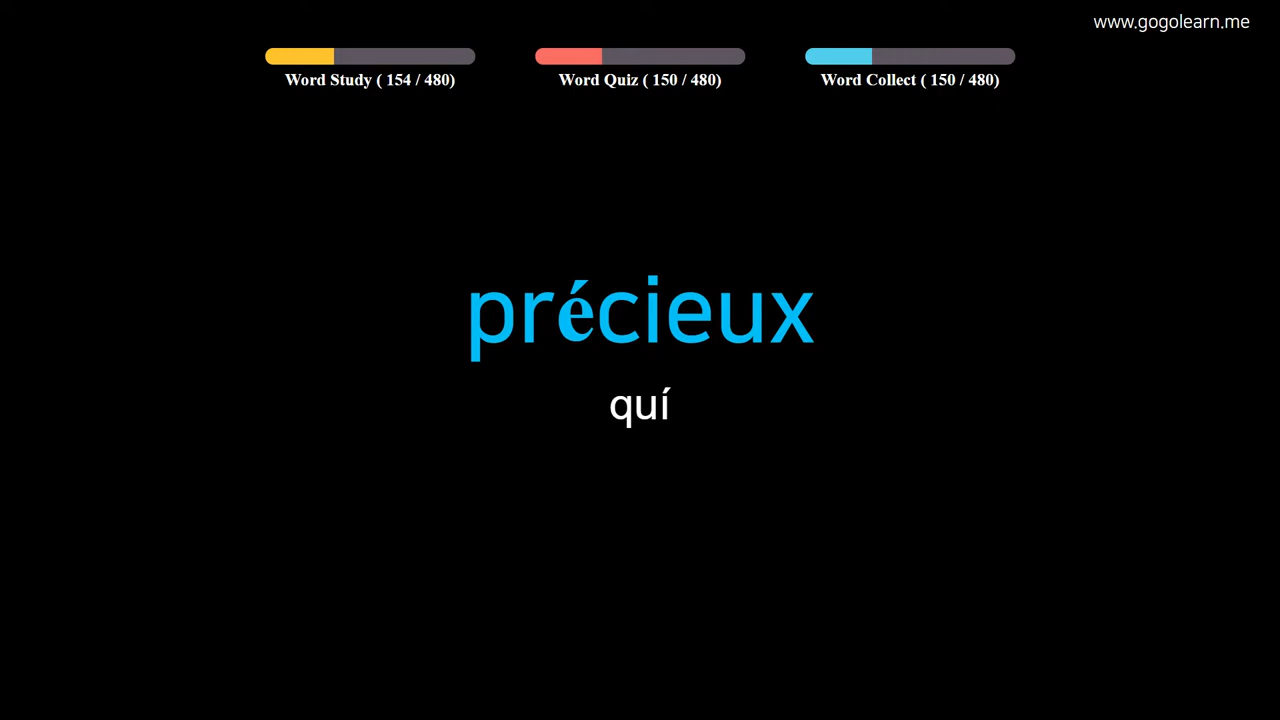 www.gogolearn.me
Word Study ( 154 / 480)
Word Quiz ( 150 / 480)
Word Collect ( 150 / 480)
précieux
quí